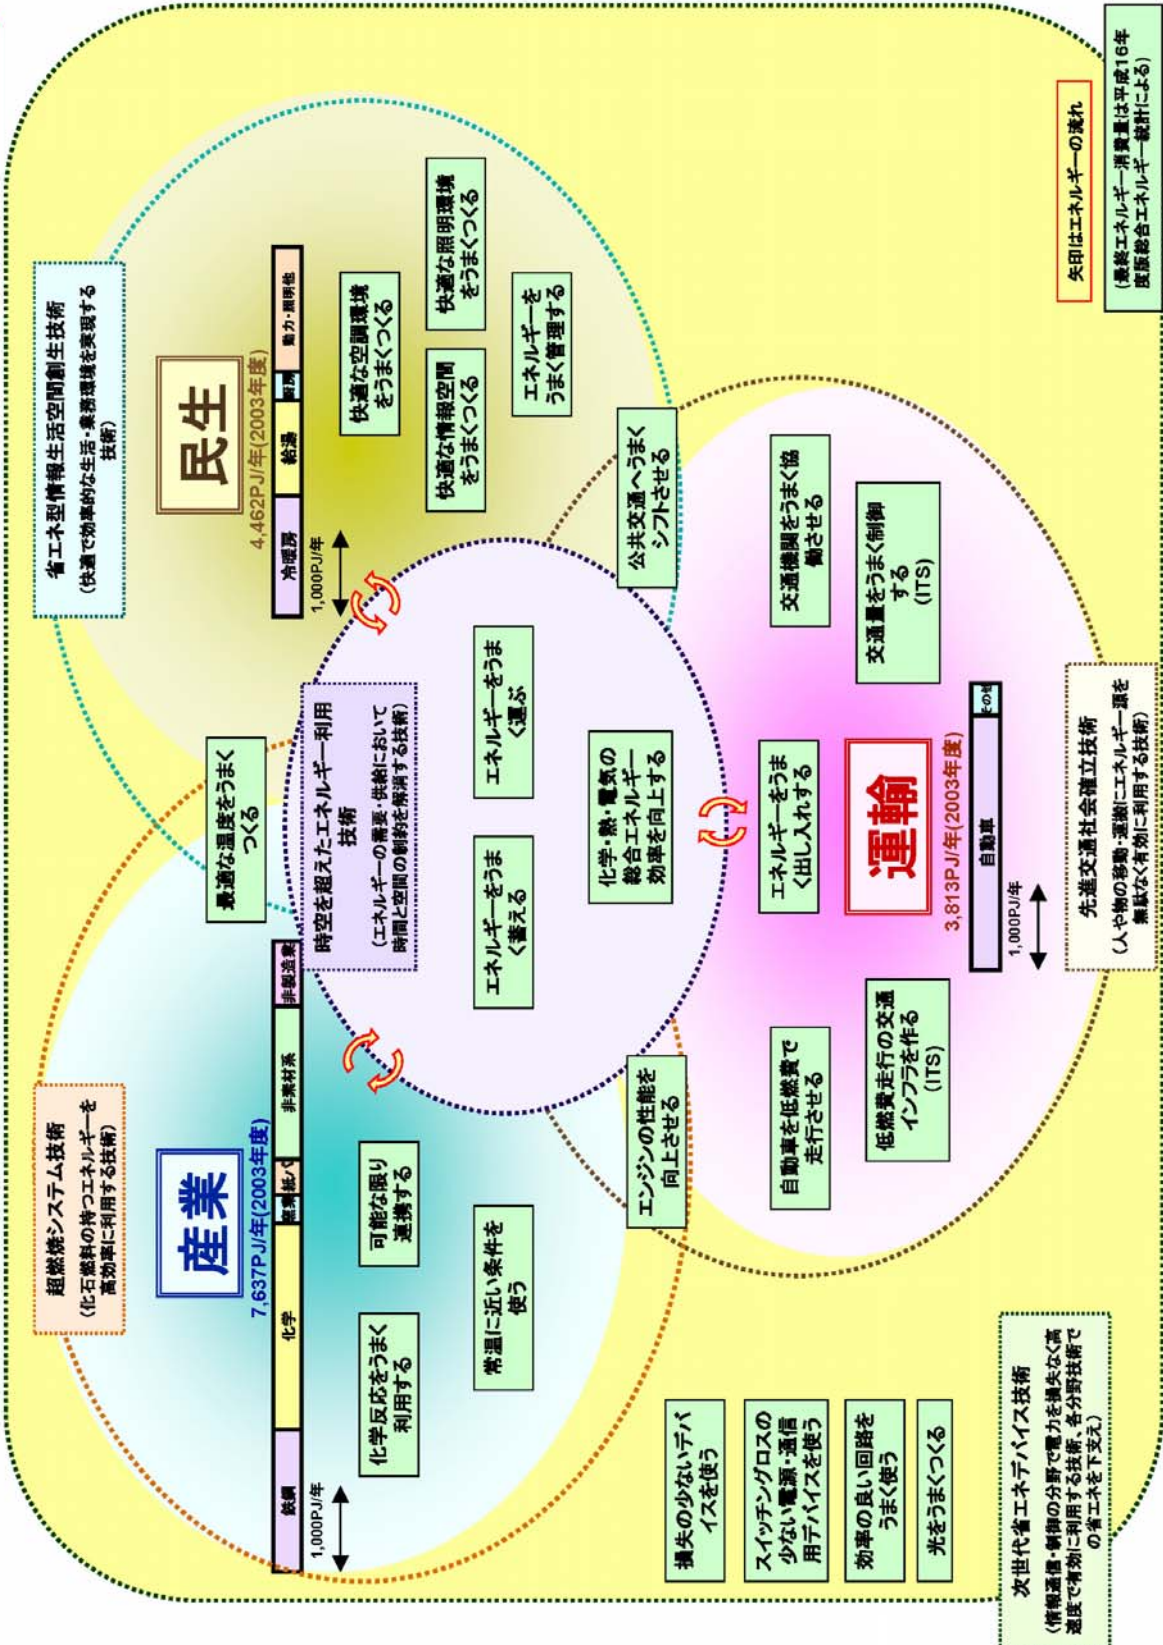 超燃焼システム技術
(化石燃料の持つエネルギーを
高効率に利用する技術)
省エネ型情報生活空間創生技術
(快適で効率的な生活・業務環境を実現する
技術)
産業
7,637PJ/年(2003年度)
鉄鋼
化学
窯業
紙パ
非素材系
非製造業
1,000PJ/年
化学反応をうまく
利用する
可能な限り
連携する
常温に近い条件を
使う
最適な温度をうまく
つくる
民生
4,462PJ/年(2003年度)
冷暖房
給湯
厨房
動力・照明他
1,000PJ/年
快適な空調環境
をうまくつくる
快適な情報空間
をうまくつくる
快適な照明環境
をうまくつくる
エネルギーを
うまく管理する
時空を超えたエネルギー利用
技術
(エネルギーの需要・供給において
時間と空間の制約を解消する技術)
エネルギーをうま
く蓄える
エネルギーをうま
く運ぶ
化学・熱・電気の
総合エネルギー
効率を向上する
エンジンの性能を
向上させる
公共交通へうまく
シフトさせる
自動車を低燃費で
走行させる
エネルギーをうま
く出し入れする
交通機関をうまく協
働させる
低燃費走行の交通
インフラを作る
(ITS)
交通量をうまく制御
する
(ITS)
運輸
3,813PJ/年(2003年度)
自動車
その他
1,000PJ/年
先進交通社会確立技術
(人や物の移動・運搬にエネルギー源を
無駄なく有効に利用する技術)
損失の少ないデバ
イスを使う
スイッチングロスの
少ない電源・通信
用デバイスを使う
効率の良い回路を
うまく使う
光をうまくつくる
次世代省エネデバイス技術
(情報通信・制御の分野で電力を損失なく高
速度で有効に利用する技術、各分野技術で
の省エネを下支え)
矢印はエネルギーの流れ
(最終エネルギー消費量は平成16年
度版総合エネルギー統計による)